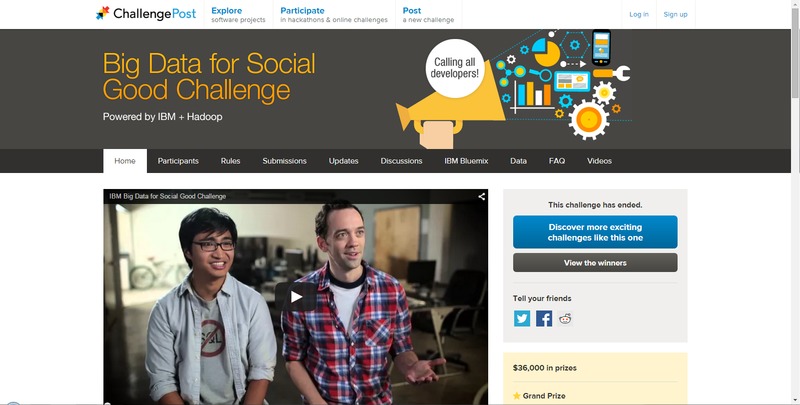 ChallengePost
Explore
software projects
Participate
in hackathons & online challenges
Post
a new challenge
Log in
Sign up
Big Data for Social
Good Challenge
Powered by IBM + Hadoop
Calling all
developers!
Home
Participants
Rules
Submissions
Updates
Discussions
IBM Bluemix
Data
FAQ
Videos
IBM Big Data for Social Good Challenge
SQL
This challenge has ended.
Discover more exciting
challenges like this one
View the winners
Tell your friends
$36,000 in prizes
Grand Prize